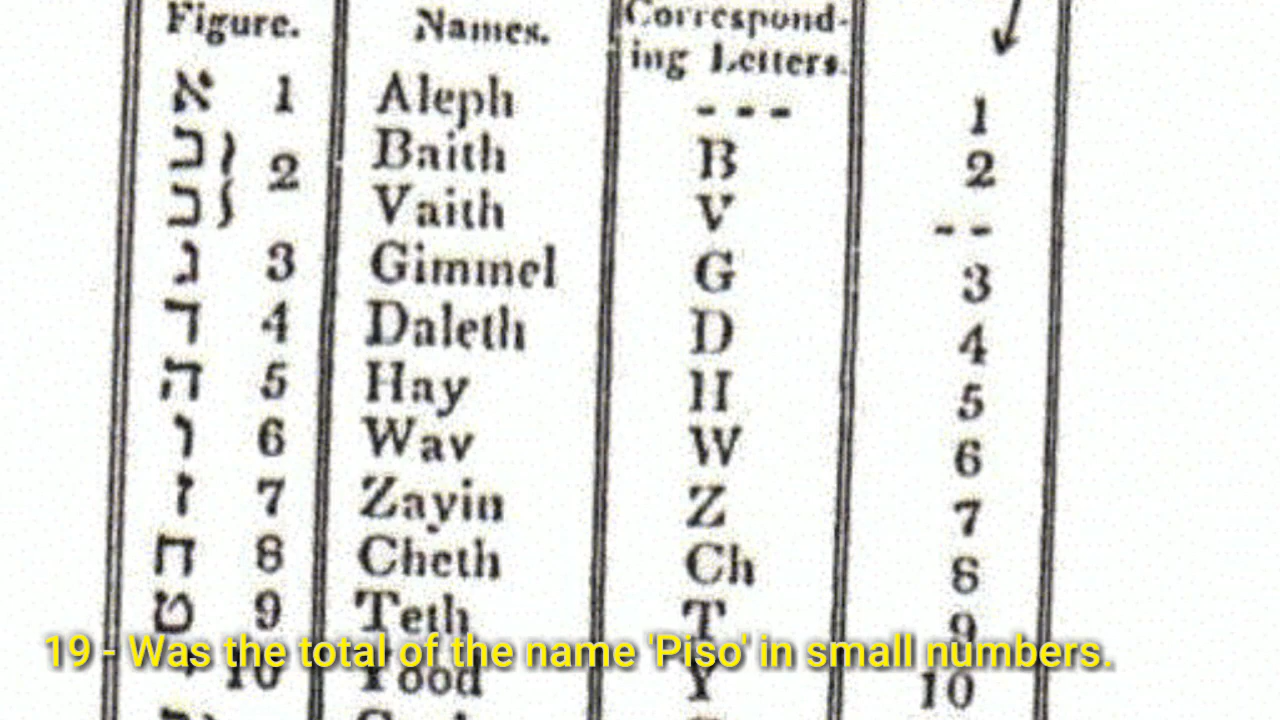 Figure. Names. Correspond-
ing Letters.
א 1 Aleph - - - 1
ב 2 Baith B 2
ב Vaith V - -
ג 3 Gimmel G 3
ד 4 Daleth D 4
ה 5 Hay H 5
ו 6 Wav W 6
ז 7 Zayin Z 7
ח 8 Cheth Ch 8
ט 9 Teth T 9
19 - Was the total of the name 'Piso' in small numbers.
10 Yood Y 10